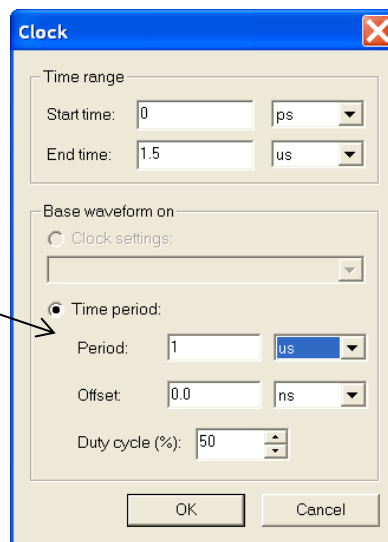 Clock
Time range
Start time: 0 ps
End time: 1.5 us
Base waveform on
Clock settings:
Time period:
Period: 1 us
Offset: 0.0 ns
Duty cycle (%): 50
OK Cancel